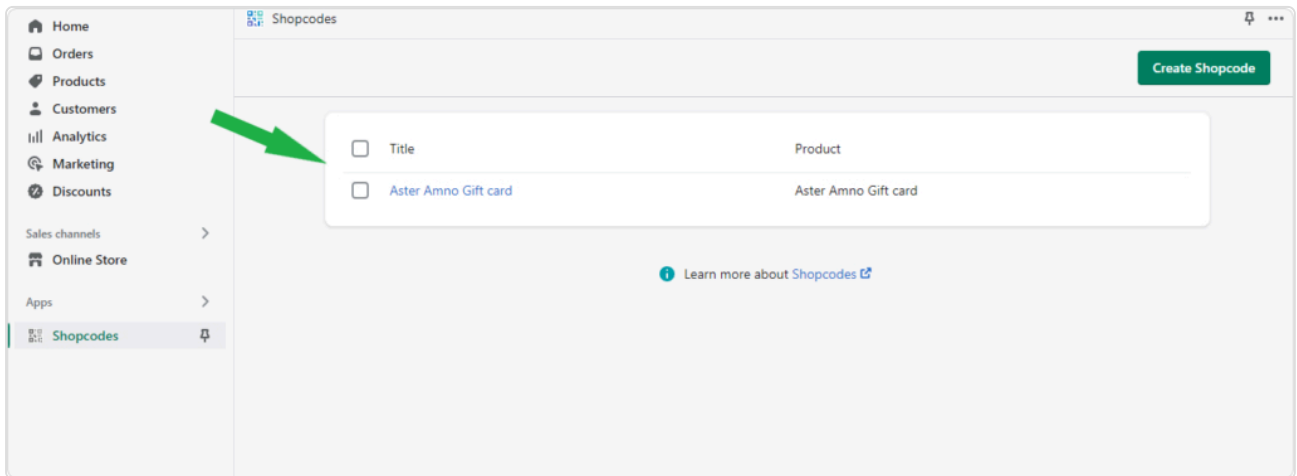 Home
Orders
Products
Customers
Analytics
Marketing
Discounts
Sales channels
Online Store
Apps
Shopcodes
Shopcodes
Create Shopcode
Title Product
Aster Amno Gift card Aster Amno Gift card
Learn more about Shopcodes